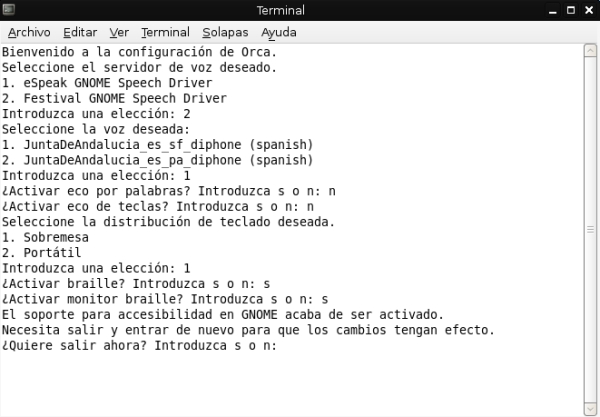 Terminal
Archivo Editar Ver Terminal Solapas Ayuda
Bienvenido a la configuración de Orca.
Seleccione el servidor de voz deseado.
1. eSpeak GNOME Speech Driver
2. Festival GNOME Speech Driver
Introduzca una elección: 2
Seleccione la voz deseada:
1. JuntaDeAndalucia_es_sf_diphone (spanish)
2. JuntaDeAndalucia_es_pa_diphone (spanish)
Introduzca una elección: 1
¿Activar eco por palabras? Introduzca s o n: n
¿Activar eco de teclas? Introduzca s o n: n
Seleccione la distribución de teclado deseada.
1. Sobremesa
2. Portátil
Introduzca una elección: 1
¿Activar braille? Introduzca s o n: s
¿Activar monitor braille? Introduzca s o n: s
El soporte para accesibilidad en GNOME acaba de ser activado.
Necesita salir y entrar de nuevo para que los cambios tengan efecto.
¿Quiere salir ahora? Introduzca s o n: